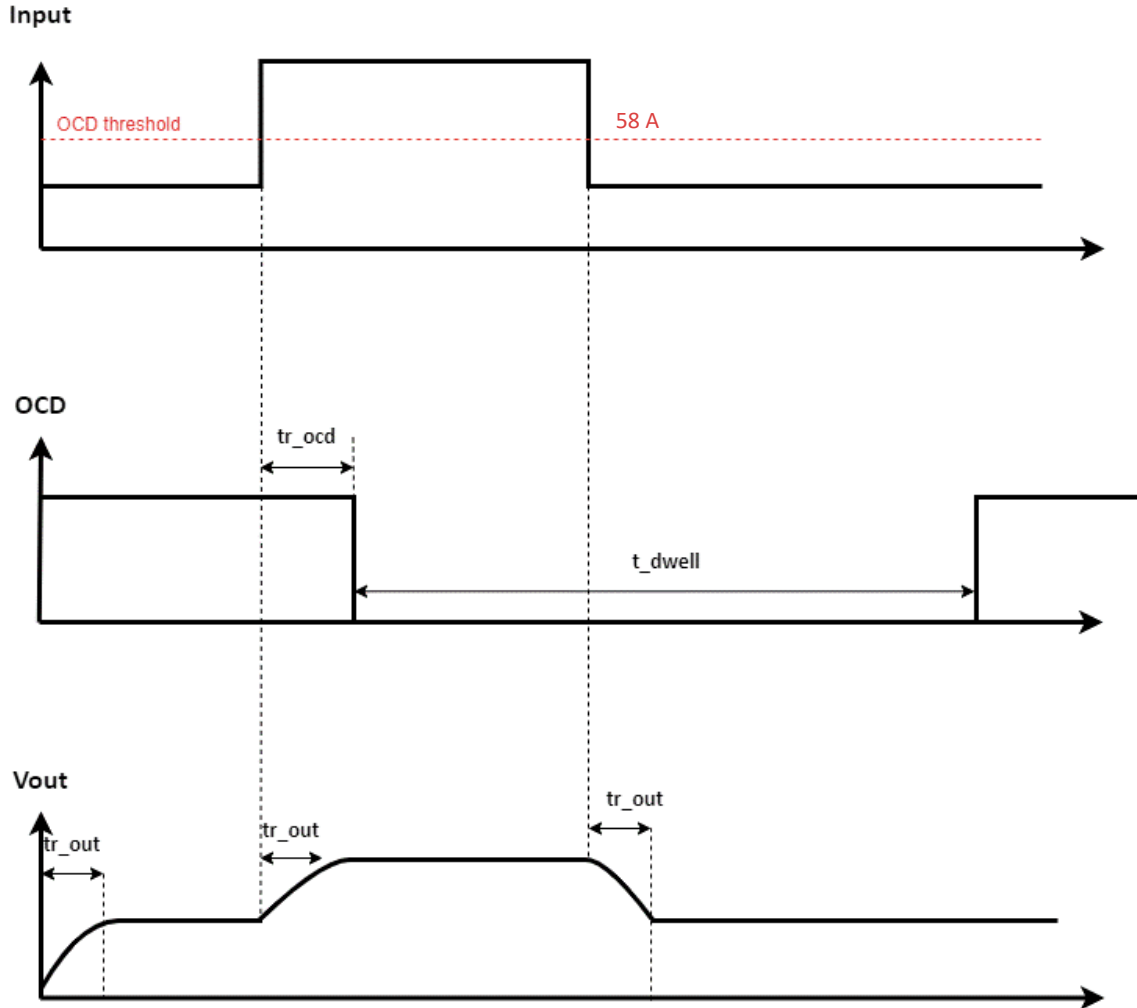 Input
OCD threshold
58 A
OCD
tr_ocd
t_dwell
Vout
tr_out
tr_out
tr_out